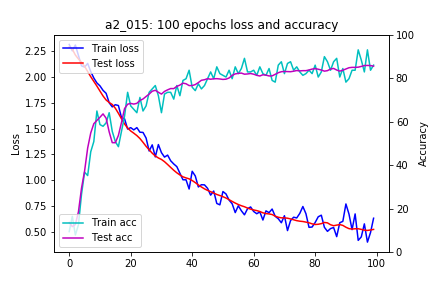 a2_015: 100 epochs loss and accuracy
Train loss
Test loss
Train acc
Test acc
Loss
2.25
2.00
1.75
1.50
1.25
1.00
0.75
0.50
Accuracy
100
80
60
40
20
0
0 20 40 60 80 100